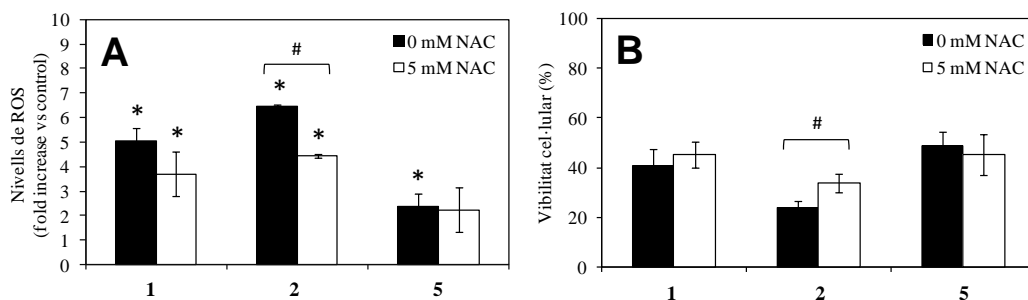 A
Nivells de ROS
(fold increase vs control)
10
9
8
7
6
5
4
3
2
1
0
0 mM NAC
5 mM NAC
#
* * * * *
1 2 5
B
Vibilitat cel·lular (%)
100
80
60
40
20
0
0 mM NAC
5 mM NAC
#
1 2 5